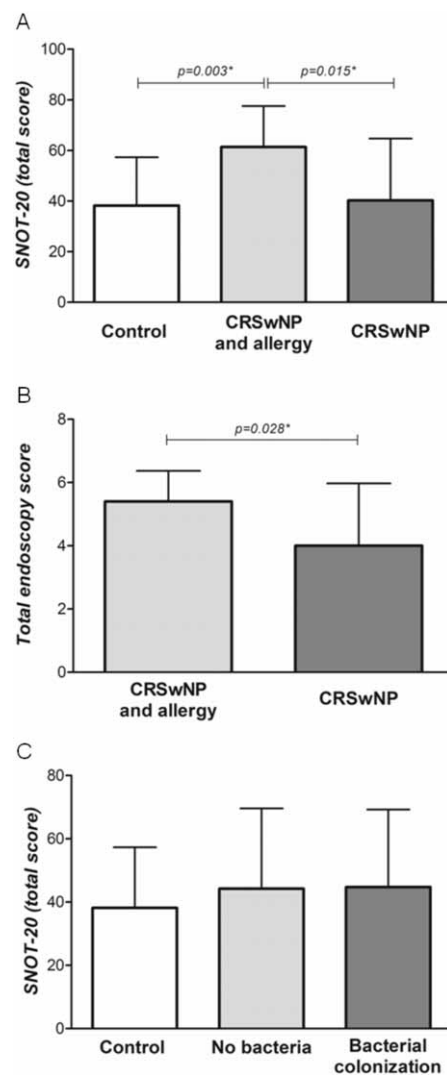 A
100
80
60
40
20
0
SNOT-20 (total score)
p=0.003*
p=0.015*
Control
CRSwNP
and allergy
CRSwNP
B
8
6
4
2
0
Total endoscopy score
p=0.028*
CRSwNP
and allergy
CRSwNP
C
80
60
40
20
0
SNOT-20 (total score)
Control
No bacteria
Bacterial
colonization